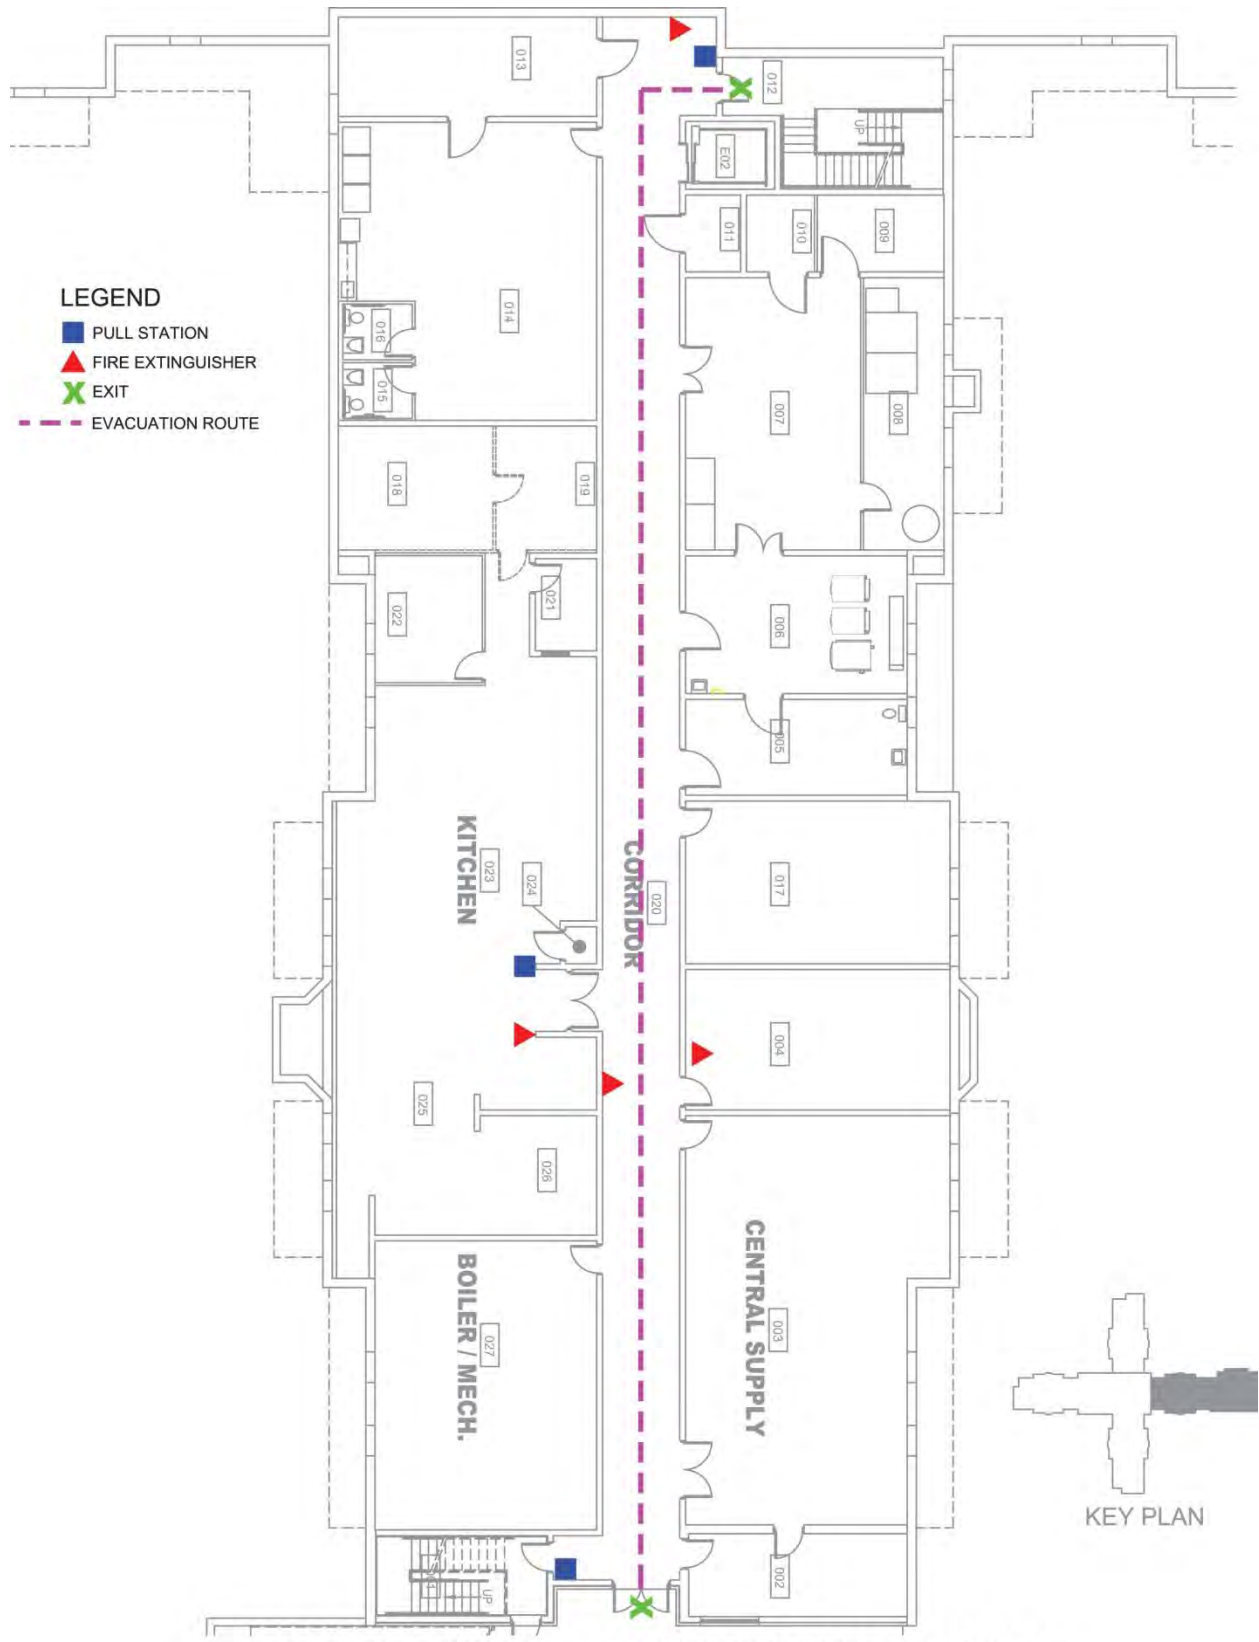 013
012
UP
E02
011
010
009
LEGEND
PULL STATION
FIRE EXTINGUISHER
EXIT
EVACUATION ROUTE
014
016
015
007
008
018
019
021
022
006
005
KITCHEN
023
024
CORRIDOR
020
017
004
025
026
CENTRAL SUPPLY
003
BOILER / MECH.
027
KEY PLAN
UP
002